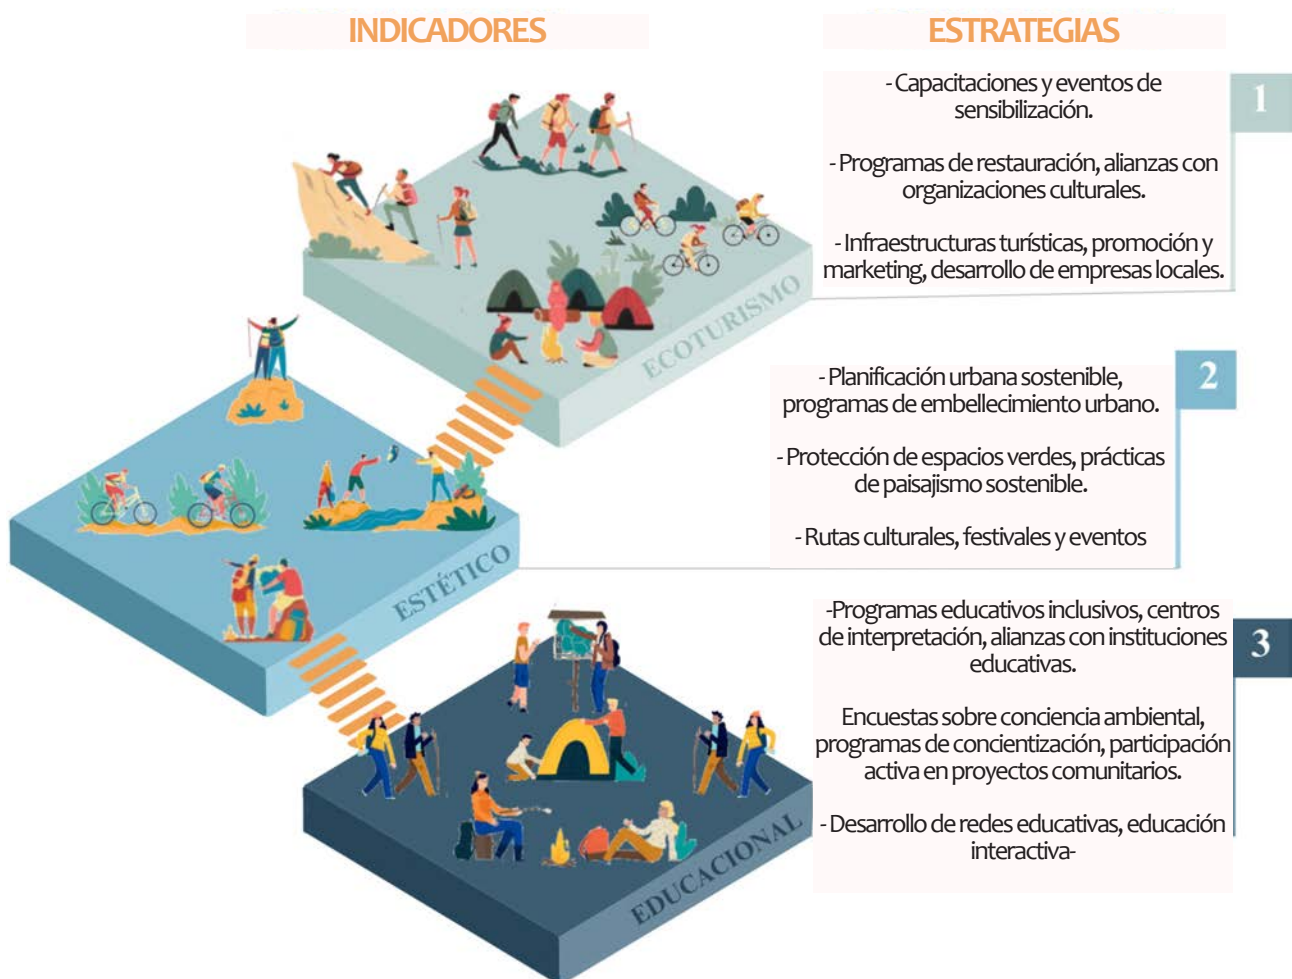 INDICADORES
ESTRATEGIAS
- Capacitaciones y eventos de
sensibilización.
- Programas de restauración, alianzas con
organizaciones culturales.
- Infraestructuras turísticas, promoción y
marketing, desarrollo de empresas locales.
1
ECOTURISMO
- Planificación urbana sostenible,
programas de embellecimiento urbano.
- Protección de espacios verdes, prácticas
de paisajismo sostenible.
- Rutas culturales, festivales y eventos
2
ESTÉTICO
-Programas educativos inclusivos, centros
de interpretación, alianzas con instituciones
educativas.
Encuestas sobre conciencia ambiental,
programas de concientización, participación
activa en proyectos comunitarios.
- Desarrollo de redes educativas, educación
interactiva-
3
EDUCACIONAL